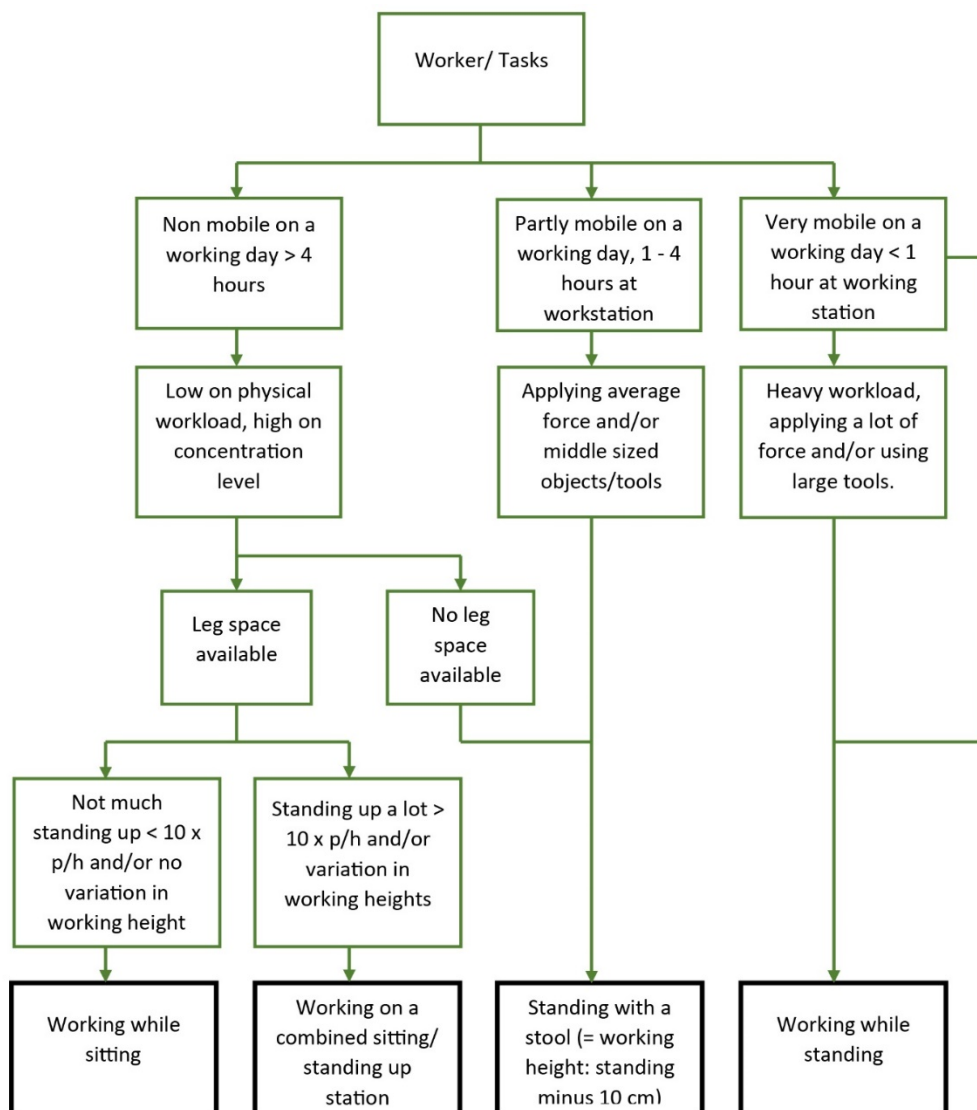 Worker/ Tasks
Non mobile on a
working day > 4
hours
Partly mobile on a
working day, 1 - 4
hours at
workstation
Very mobile on a
working day < 1
hour at working
station
Low on physical
workload, high on
concentration
level
Applying average
force and/or
middle sized
objects/tools
Heavy workload,
applying a lot of
force and/or using
large tools.
Leg space
available
No leg
space
available
Not much
standing up < 10 x
p/h and/or no
variation in
working height
Standing up a lot >
10 x p/h and/or
variation in
working heights
Working while
sitting
Working on a
combined sitting/
standing up
station
Standing with a
stool (= working
height: standing
minus 10 cm)
Working while
standing